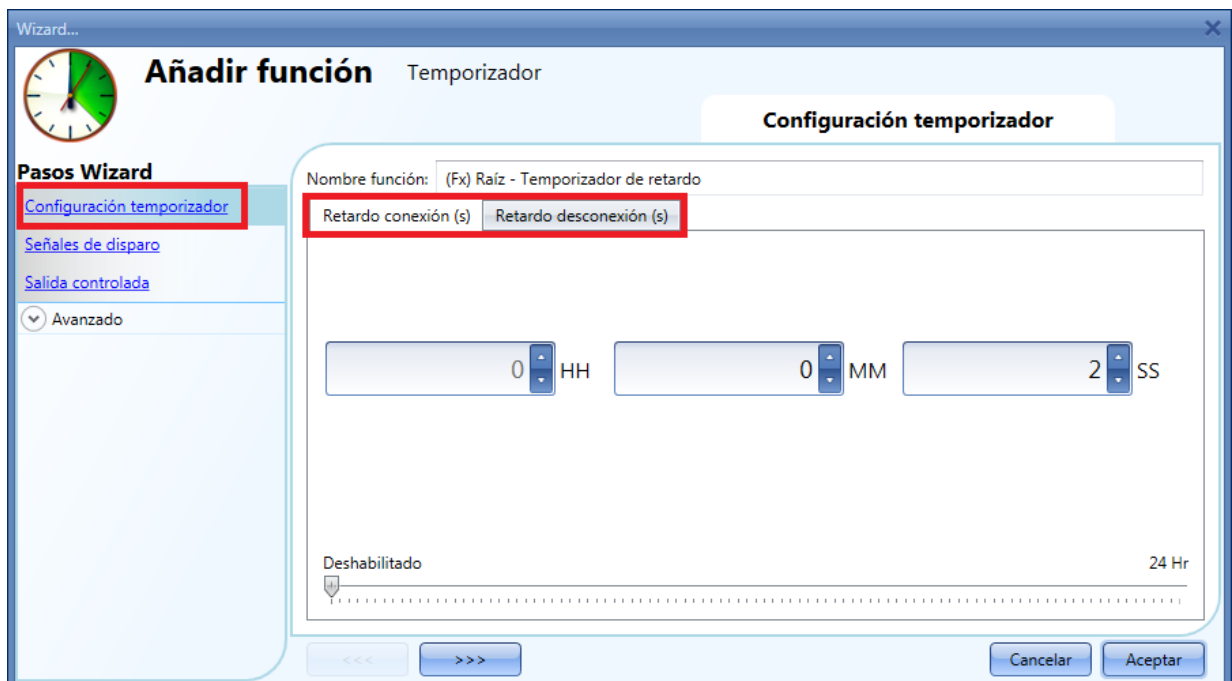 Wizard...
Añadir función Temporizador
Configuración temporizador
Pasos Wizard
Configuración temporizador
Señales de disparo
Salida controlada
Avanzado
Nombre función: (Fx) Raíz - Temporizador de retardo
Retardo conexión (s) Retardo desconexión (s)
0 HH 0 MM 2 SS
Deshabilitado 24 Hr
<<< >>> Cancelar Aceptar